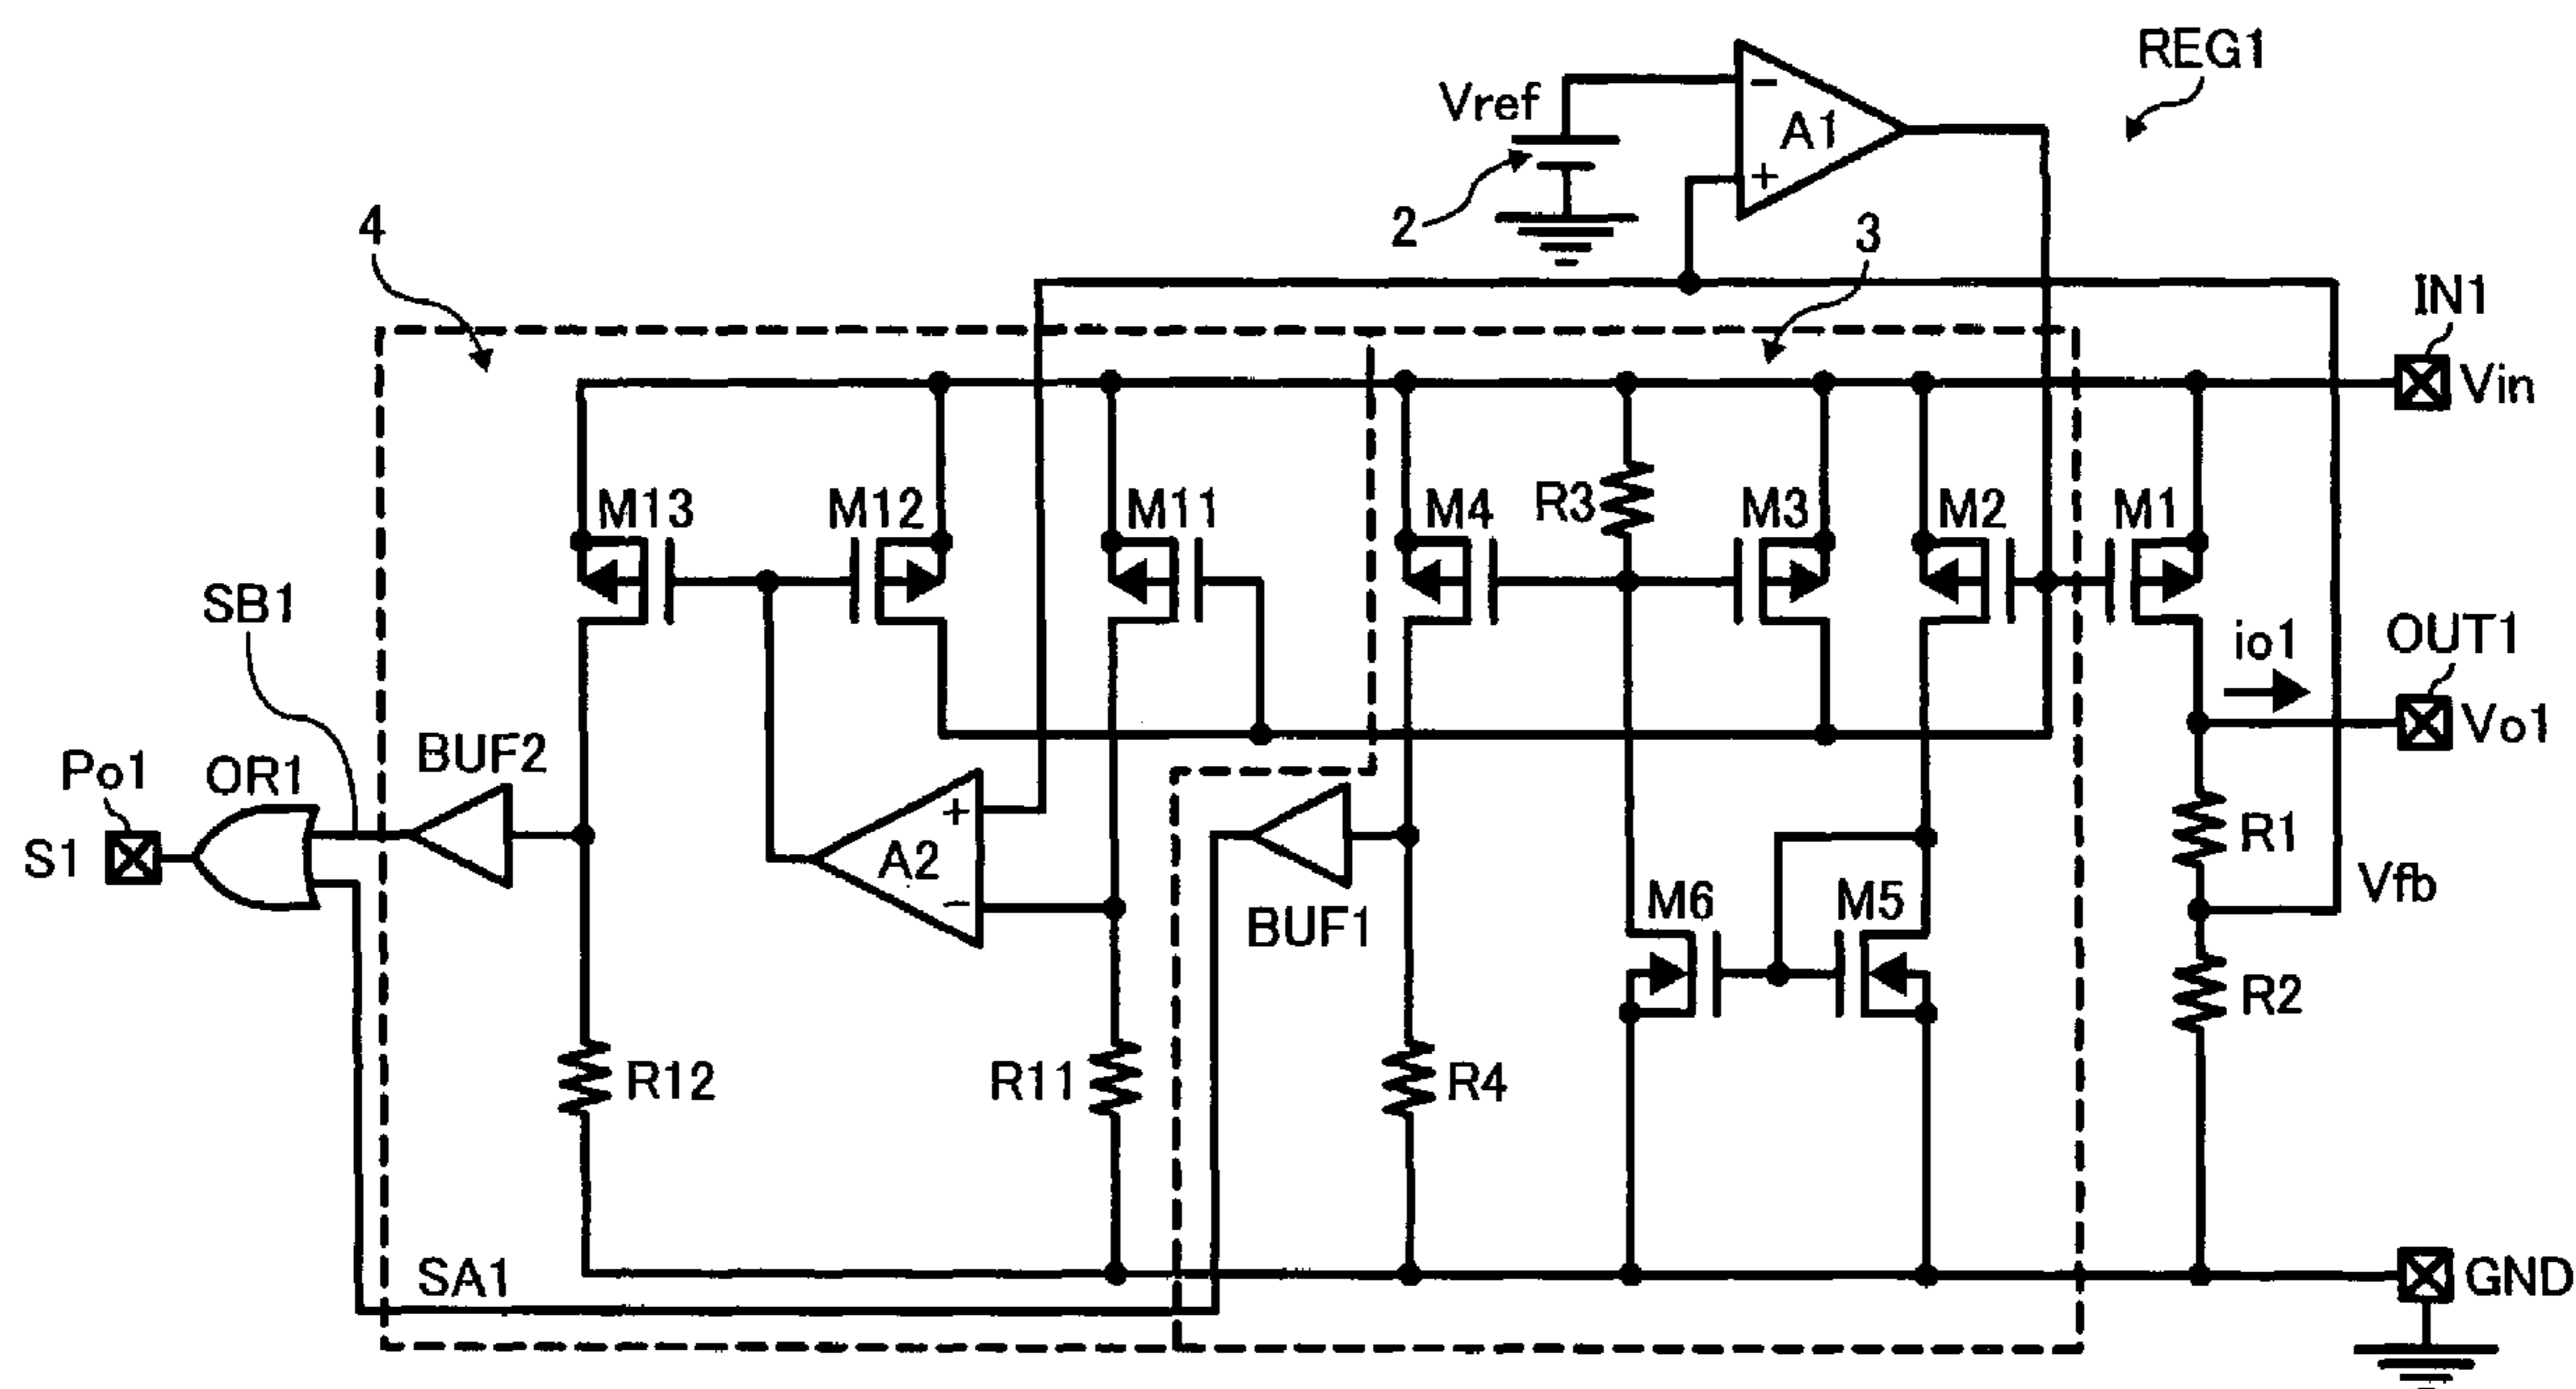 REG1
Vref
−
A1
+
2
4
3
IN1
Vin
M13
M12
M11
M4
R3
M3
M2
M1
SB1
io1
OUT1
Vo1
Po1
OR1
BUF2
S1
+
A2
−
BUF1
R1
Vfb
M6
M5
R2
R12
R11
R4
SA1
GND